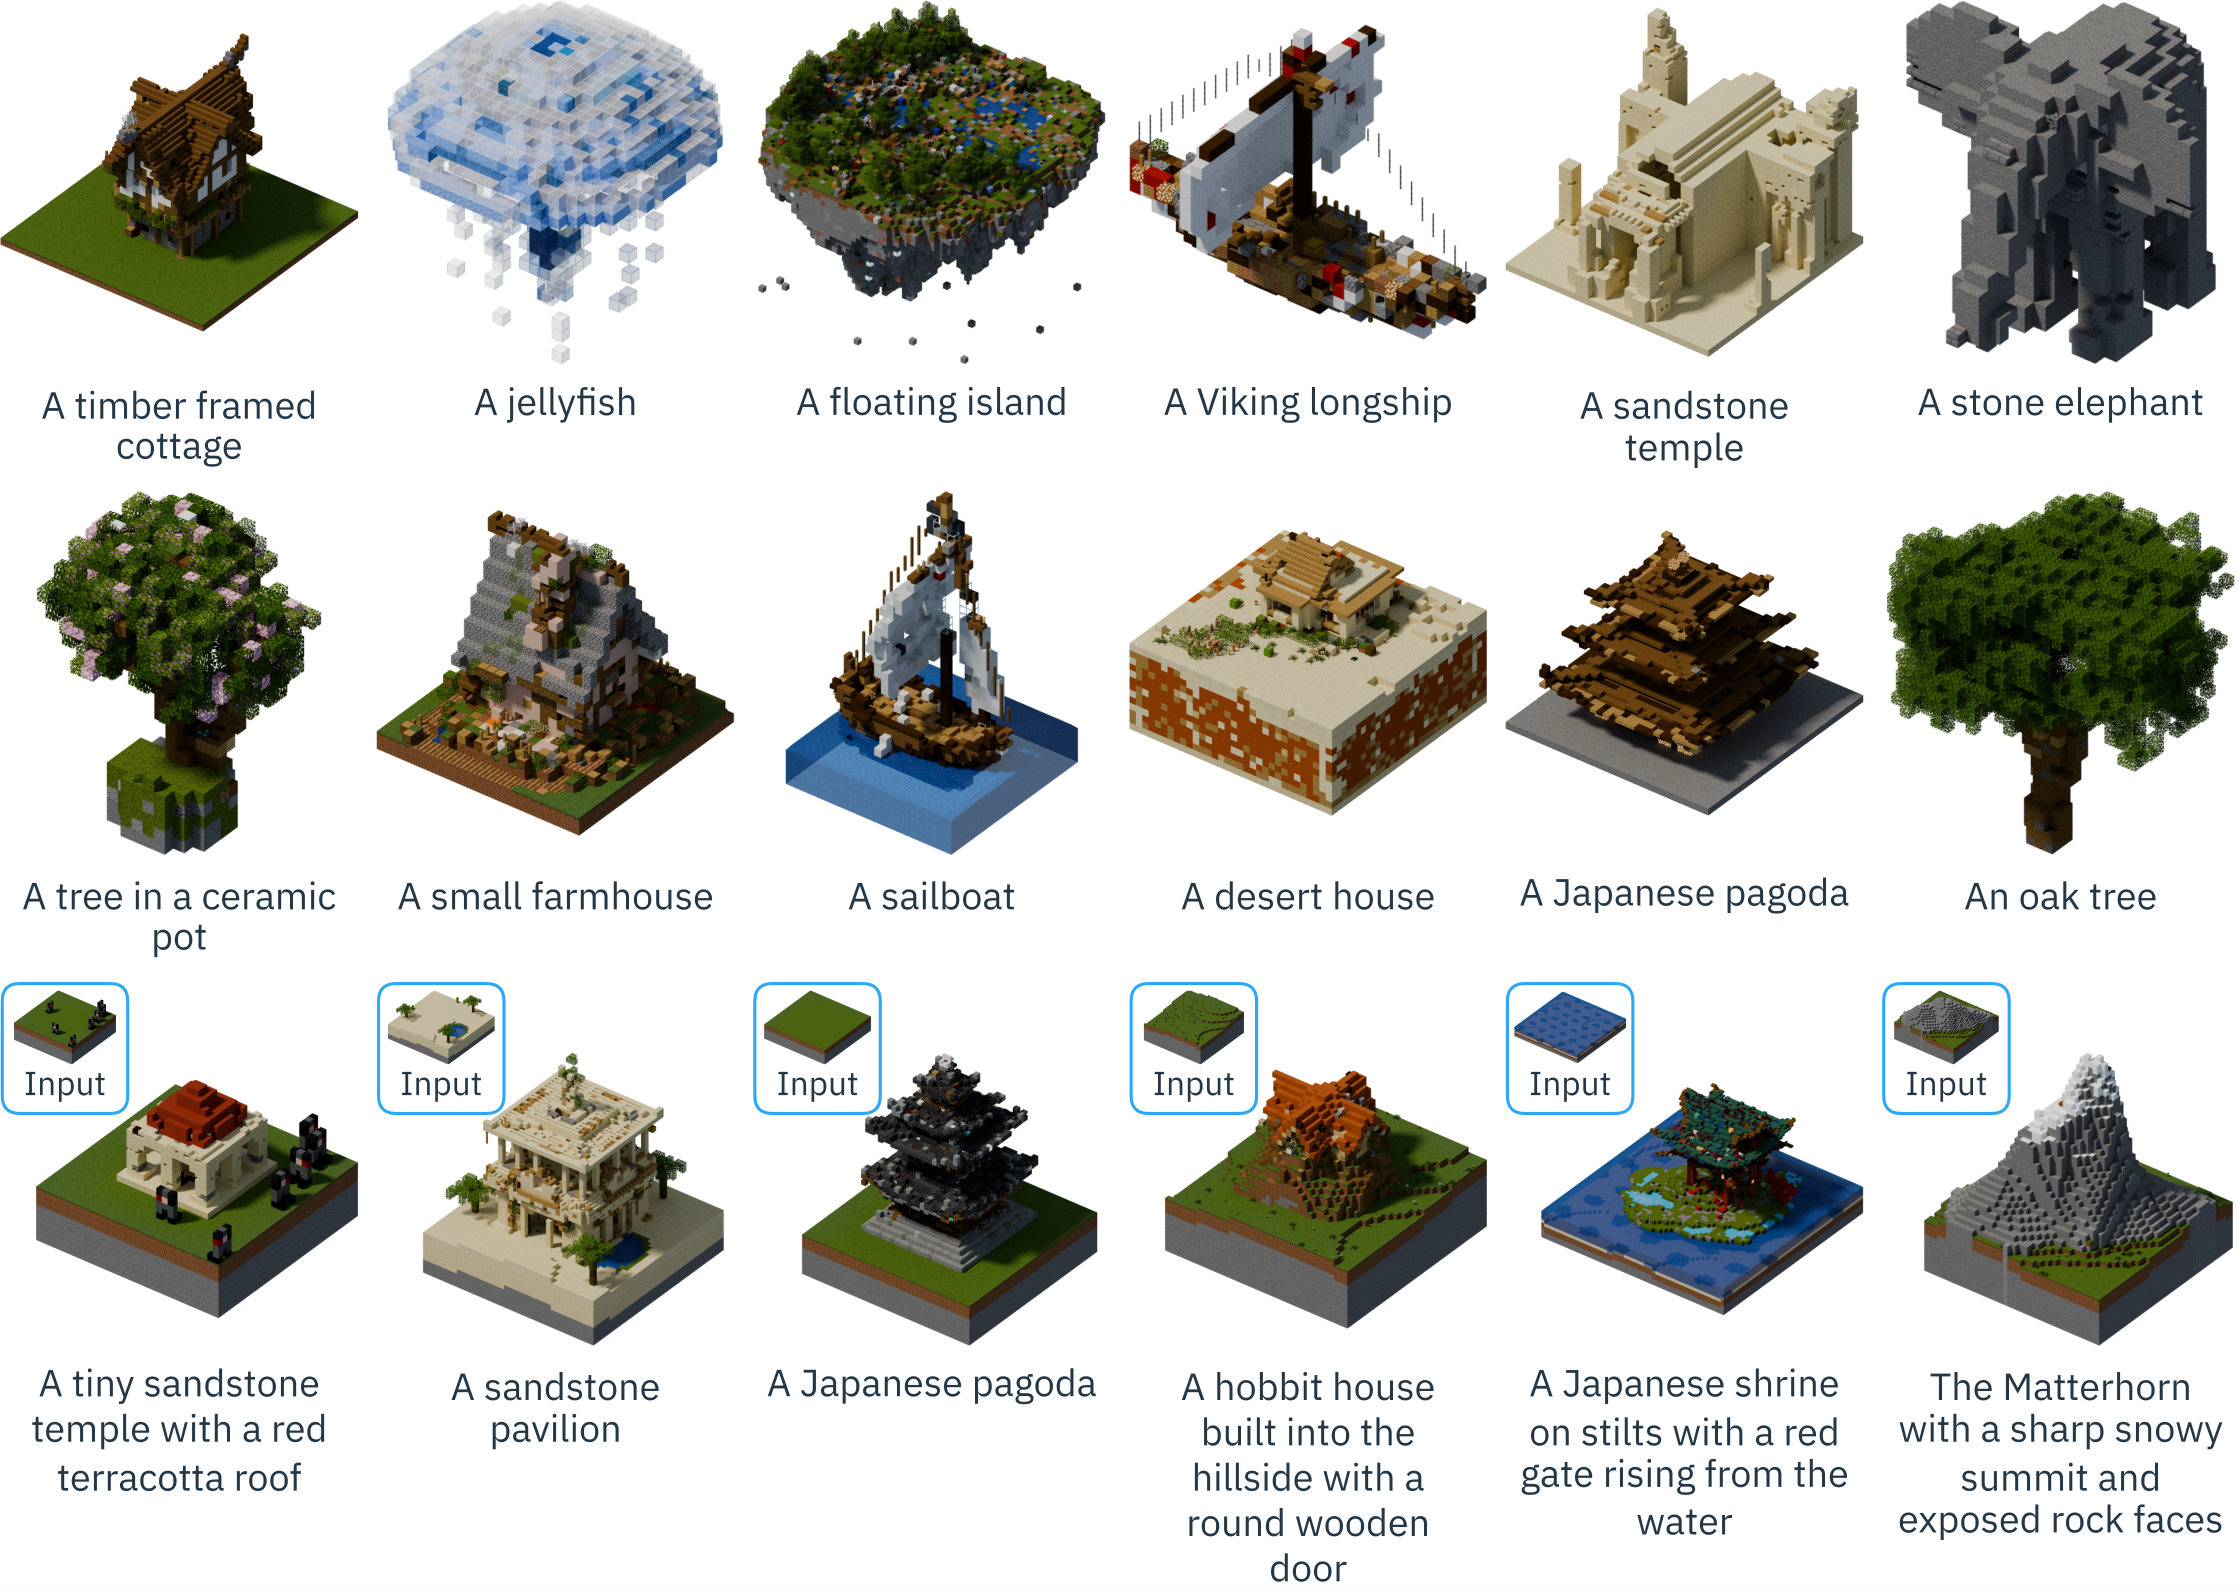 A timber framed
cottage
A jellyfish
A floating island
A Viking longship
A sandstone
temple
A stone elephant
A tree in a ceramic
pot
A small farmhouse
A sailboat
A desert house
A Japanese pagoda
An oak tree
Input
A tiny sandstone
temple with a red
terracotta roof
Input
A sandstone
pavilion
Input
A Japanese pagoda
Input
A hobbit house
built into the
hillside with a
round wooden
door
Input
A Japanese shrine
on stilts with a red
gate rising from the
water
Input
The Matterhorn
with a sharp snowy
summit and
exposed rock faces